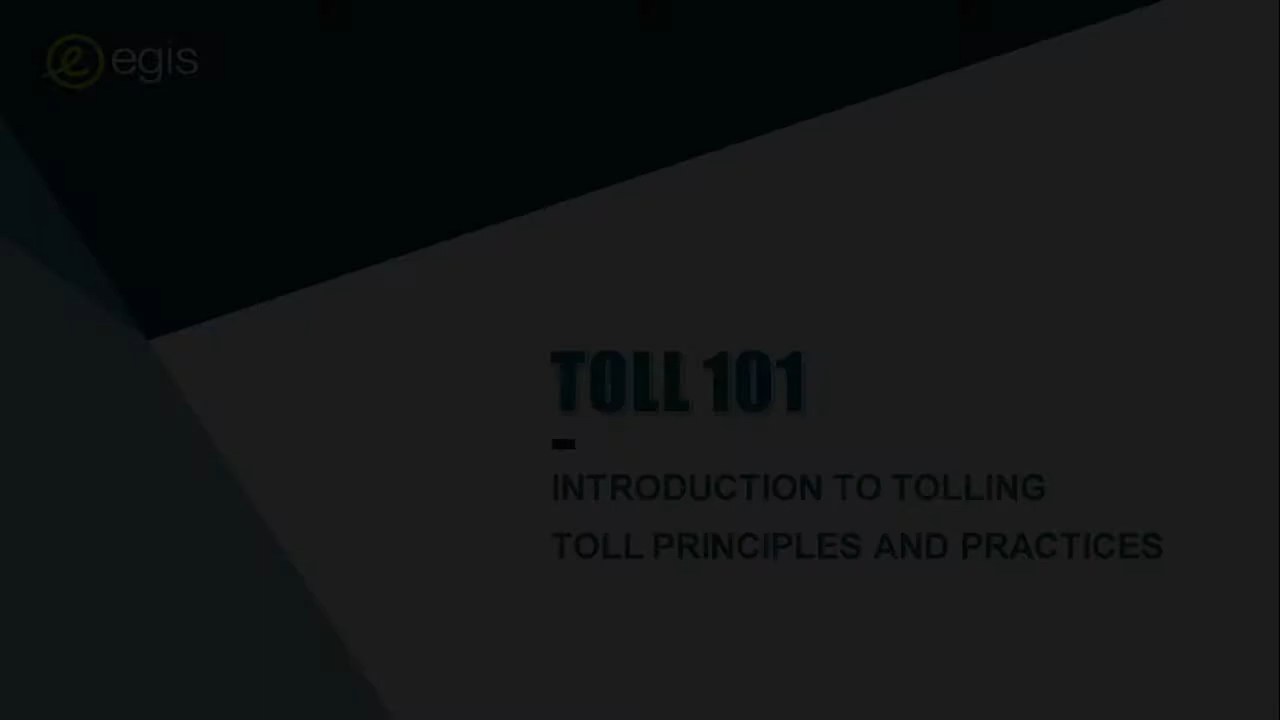 egis
TOLL 101
INTRODUCTION TO TOLLING
TOLL PRINCIPLES AND PRACTICES